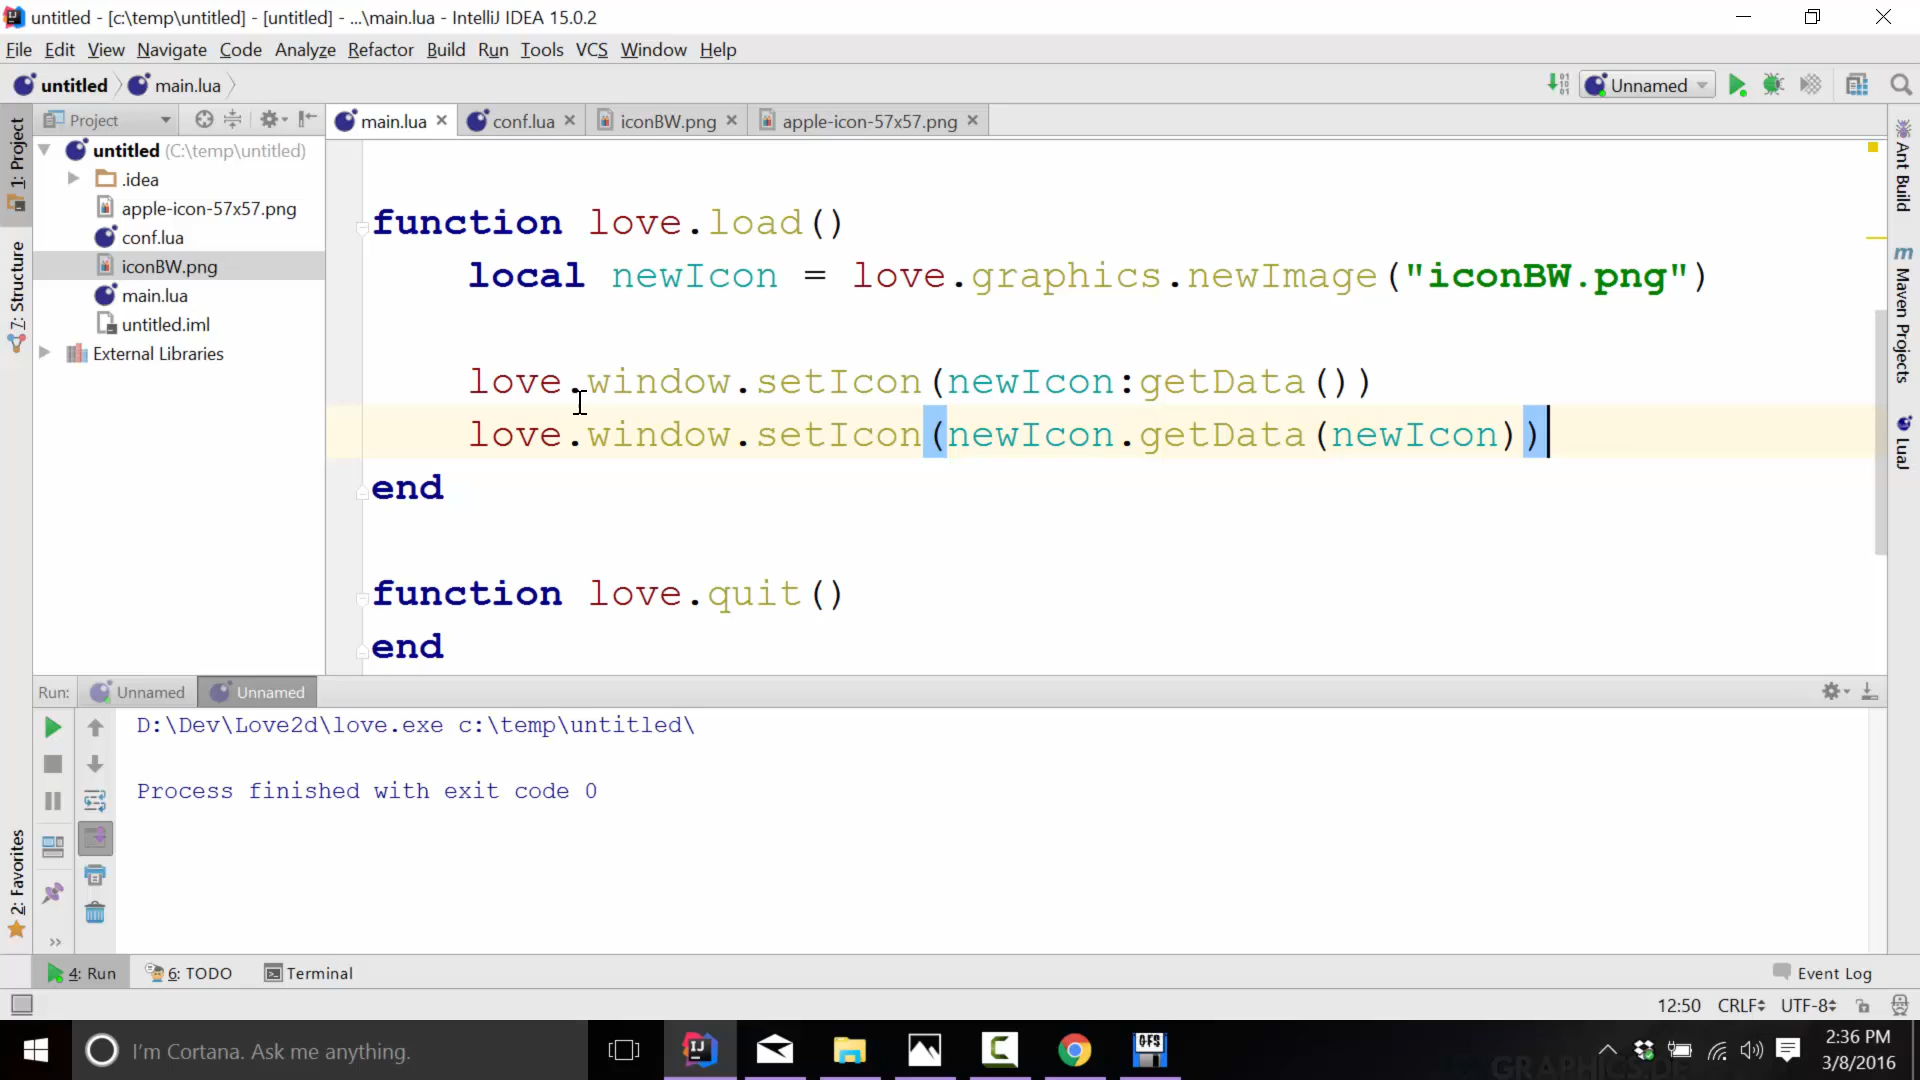 untitled - [c:\temp\untitled] - [untitled] - ...\main.lua - IntelliJ IDEA 15.0.2
File Edit View Navigate Code Analyze Refactor Build Run Tools VCS Window Help
untitled main.lua Unnamed
Project main.lua conf.lua iconBW.png apple-icon-57x57.png
1: Project
7: Structure
2: Favorites
untitled (C:\temp\untitled)
.idea
apple-icon-57x57.png
conf.lua
iconBW.png
main.lua
untitled.iml
External Libraries
function love.load()
local newIcon = love.graphics.newImage("iconBW.png")
love.window.setIcon(newIcon:getData())
love.window.setIcon(newIcon.getData(newIcon))
end
function love.quit()
end
Ant Build
Maven Projects
LuaJ
Run: Unnamed Unnamed
D:\Dev\Love2d\love.exe c:\temp\untitled\
Process finished with exit code 0
4: Run 6: TODO Terminal Event Log
12:50 CRLF UTF-8
I'm Cortana. Ask me anything.
2:36 PM
3/8/2016